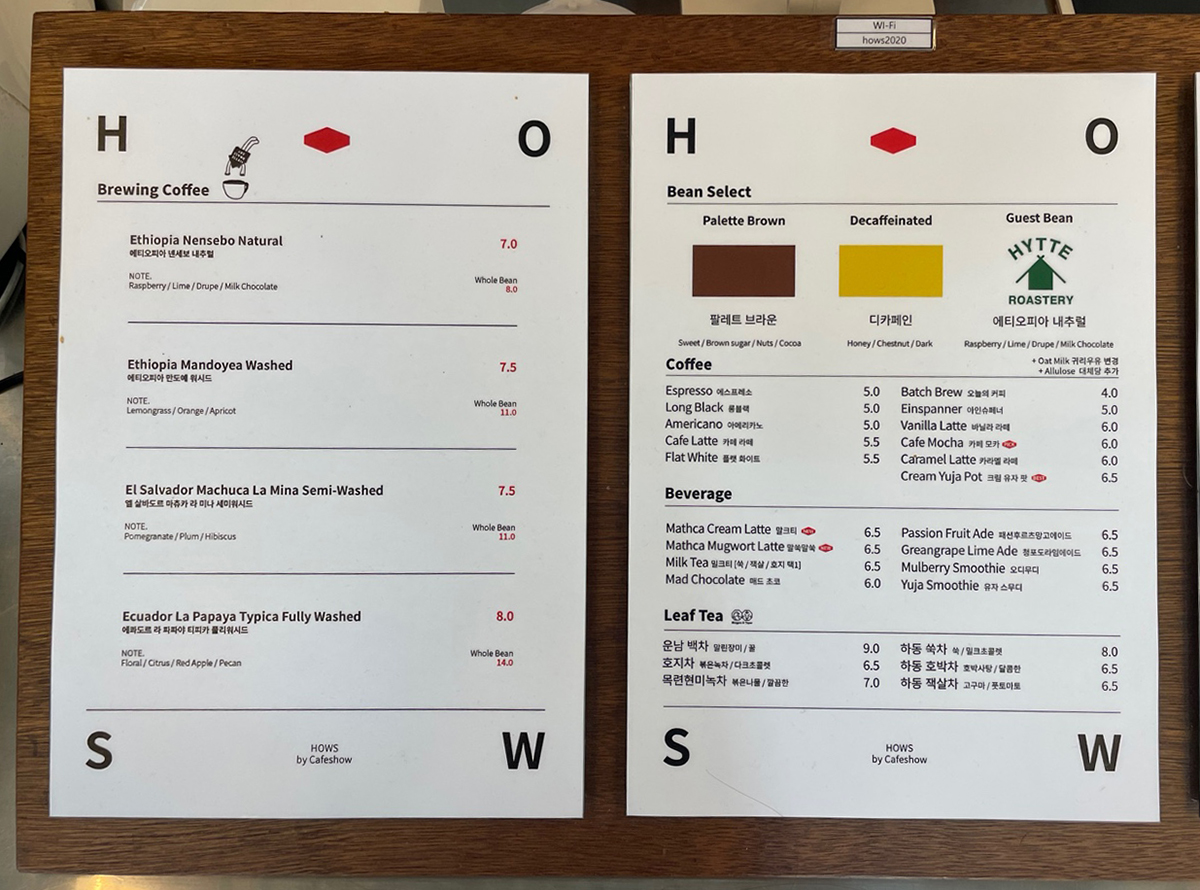 WI-Fi
hows2020
H O
Brewing Coffee
Ethiopia Nensebo Natural 7.0
에티오피아 넨세보 내추럴
NOTE.
Raspberry / Lime / Drupe / Milk Chocolate
Whole Bean
8.0
Ethiopia Mandoyea Washed 7.5
에티오피아 만도예 워시드
NOTE.
Lemongrass / Orange / Apricot
Whole Bean
11.0
El Salvador Machuca La Mina Semi-Washed 7.5
엘 살바도르 마츄카 라 미나 세미워시드
NOTE.
Pomegranate / Plum / Hibiscus
Whole Bean
11.0
Ecuador La Papaya Typica Fully Washed 8.0
에콰도르 라 파파야 티피카 풀리워시드
NOTE.
Floral / Citrus / Red Apple / Pecan
Whole Bean
14.0
S W
HOWS
by Cafeshow
H O
Bean Select
Palette Brown
팔레트 브라운
Sweet / Brown sugar / Nuts / Cocoa
Decaffeinated
디카페인
Honey / Chestnut / Dark
Guest Bean
HYTTE
ROASTERY
에티오피아 내추럴
Raspberry / Lime / Drupe / Milk Chocolate
Coffee
+ Oat Milk 귀리우유 변경
+ Allulose 대체당 추가
Espresso 에스프레소 5.0
Long Black 롱블랙 5.0
Americano 아메리카노 5.0
Cafe Latte 카페 라떼 5.5
Flat White 플랫 화이트 5.5
Batch Brew 오늘의 커피 4.0
Einspanner 아인슈페너 5.0
Vanilla Latte 바닐라 라떼 6.0
Cafe Mocha 카페 모카 6.0
Caramel Latte 카라멜 라떼 6.0
Cream Yuja Pot 크림 유자 팟 6.5
Beverage
Mathca Cream Latte 말크티 6.5
Mathca Mugwort Latte 말쑥말쑥 6.5
Milk Tea 밀크티 [쑥 / 잭살 / 호지 택1] 6.5
Mad Chocolate 매드 초코 6.0
Passion Fruit Ade 패션후르츠망고에이드 6.5
Greangrape Lime Ade 청포도라임에이드 6.5
Mulberry Smoothie 오디무디 6.5
Yuja Smoothie 유자 스무디 6.5
Leaf Tea
운남 백차 말린장미 / 꿀 9.0
호지차 볶은녹차 / 다크초콜렛 6.5
목련현미녹차 볶은나물 / 깔끔한 7.0
하동 쑥차 쑥 / 밀크초콜렛 8.0
하동 호박차 호박사탕 / 달콤한 6.5
하동 잭살차 고구마 / 풋토마토 6.5
S W
HOWS
by Cafeshow